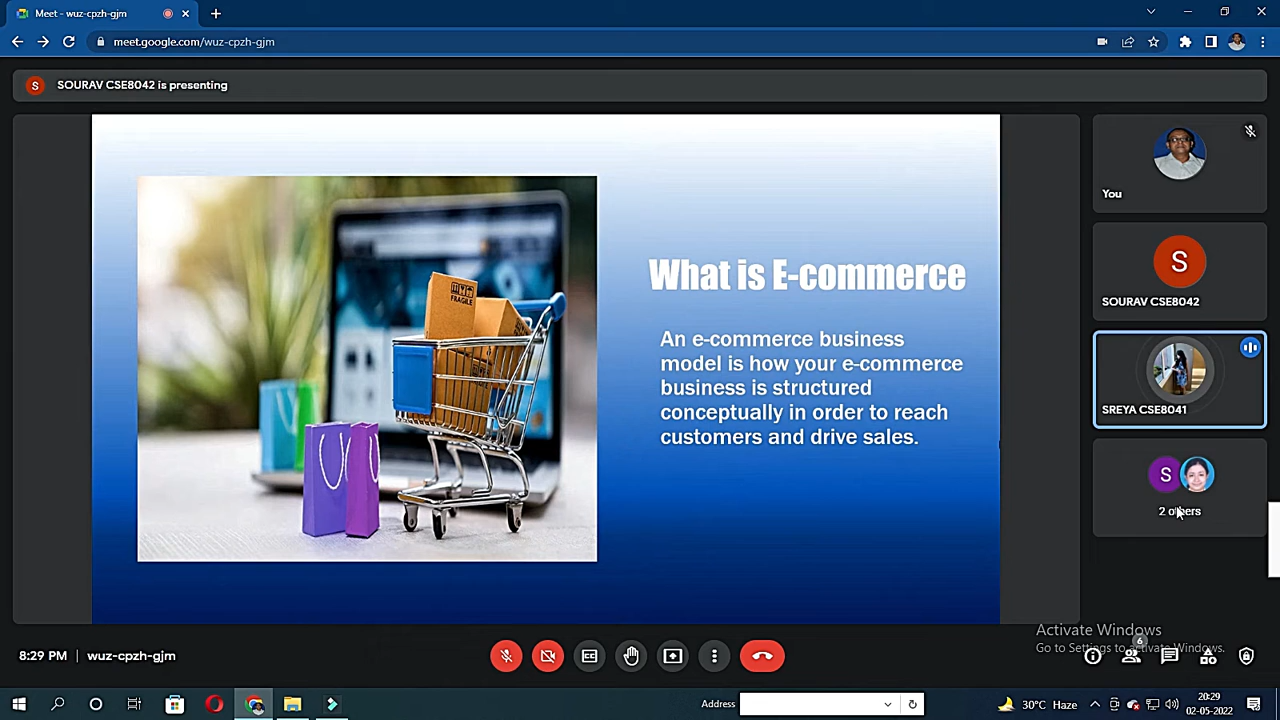 Meet - wuz-cpzh-gjm
meet.google.com/wuz-cpzh-gjm
S
SOURAV CSE8042 is presenting
You
What is E-commerce
FRAGILE
An e-commerce business
model is how your e-commerce
business is structured
conceptually in order to reach
customers and drive sales.
S
SOURAV CSE8042
SREYA CSE8041
S
2 others
Activate Windows
Go to Settings to activate Windows.
8:29 PM
wuz-cpzh-gjm
6
Address
30°C Haze
20:29
02-05-2022